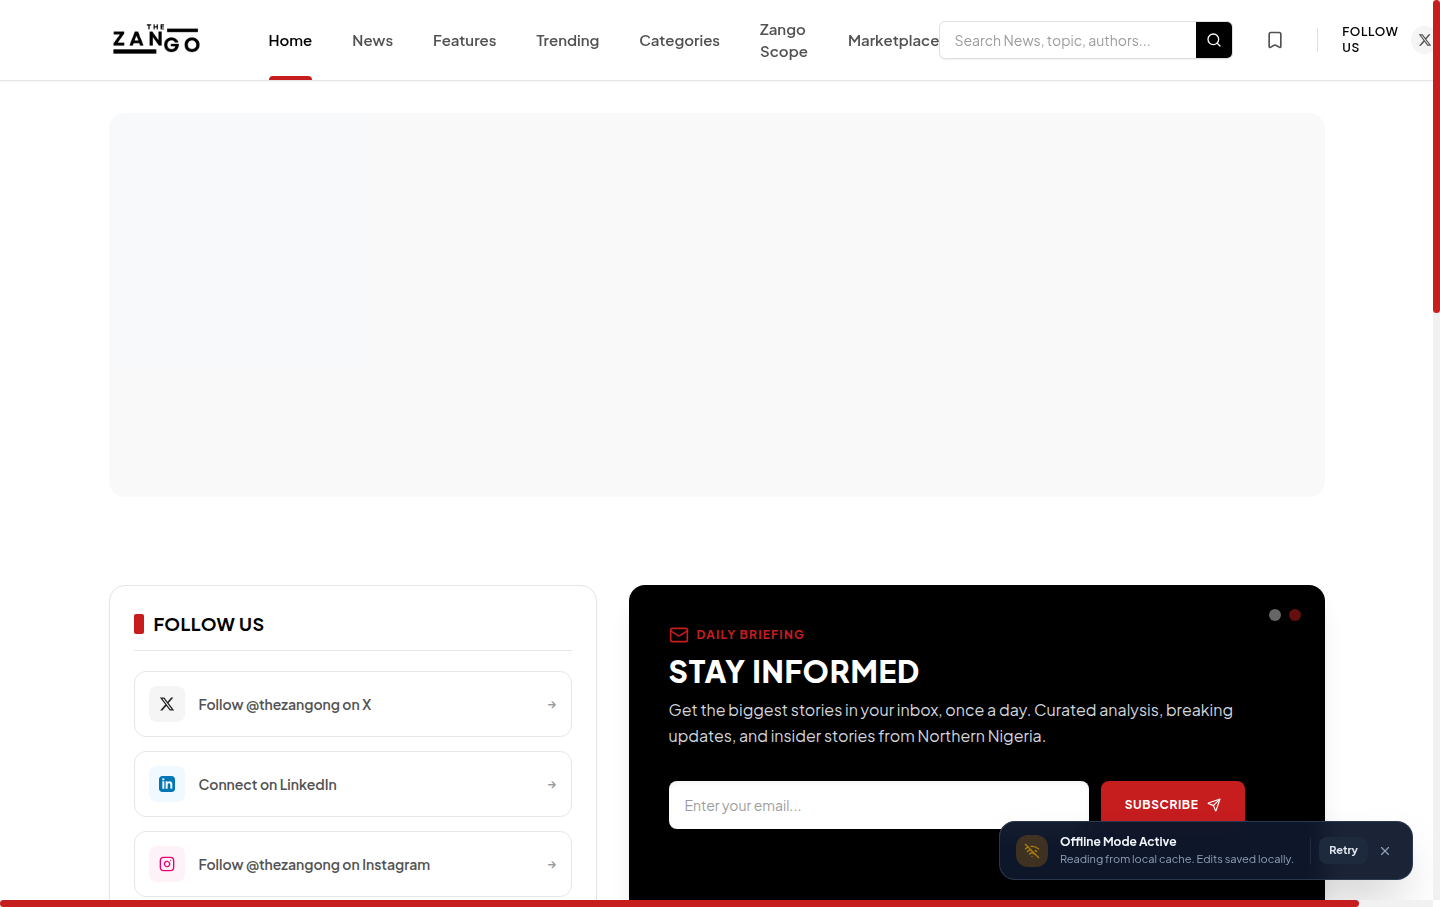 THE
ZANGO
Home
News
Features
Trending
Categories
Zango
Scope
Marketplace
Search News, topic, authors...
FOLLOW
US
FOLLOW US
Follow @thezangong on X
Connect on LinkedIn
Follow @thezangong on Instagram
DAILY BRIEFING
STAY INFORMED
Get the biggest stories in your inbox, once a day. Curated analysis, breaking
updates, and insider stories from Northern Nigeria.
Enter your email...
SUBSCRIBE
Offline Mode Active
Reading from local cache. Edits saved locally.
Retry